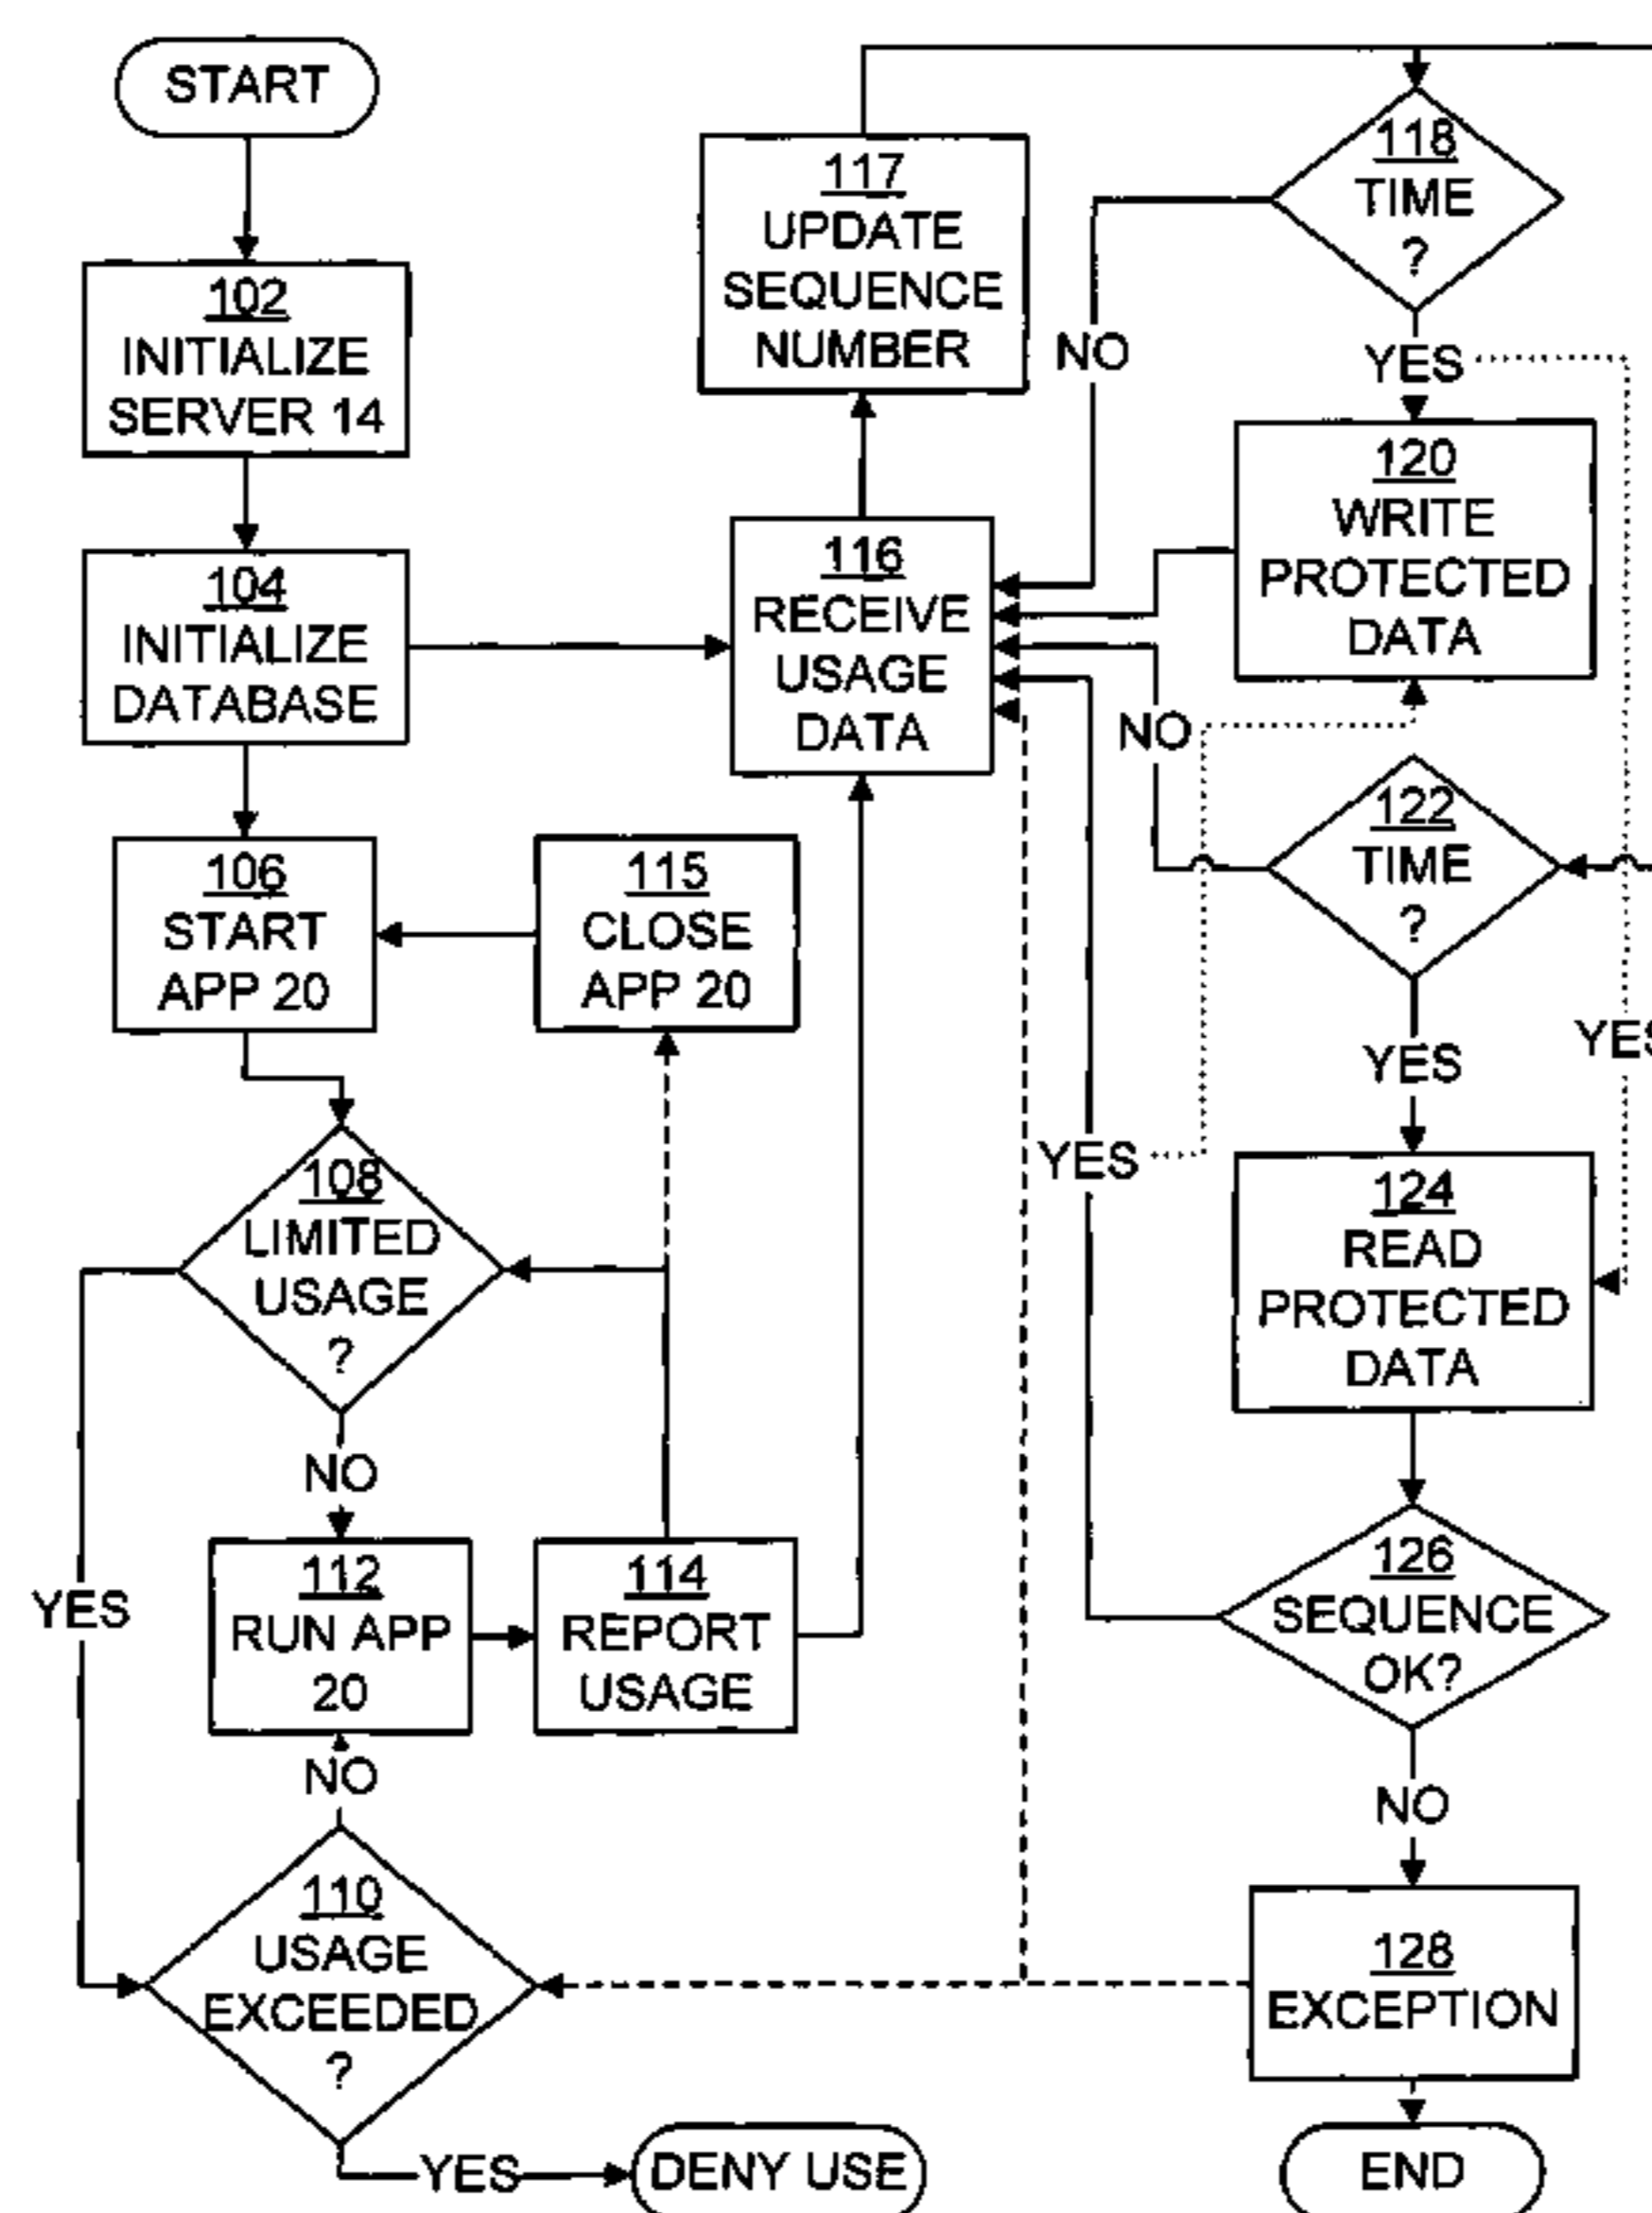 START
102
INITIALIZE
SERVER 14
104
INITIALIZE
DATABASE
106
START
APP 20
115
CLOSE
APP 20
108
LIMITED
USAGE
?
YES
NO
112
RUN APP
20
114
REPORT
USAGE
NO
110
USAGE
EXCEEDED
?
YES
DENY USE
117
UPDATE
SEQUENCE
NUMBER
116
RECEIVE
USAGE
DATA
118
TIME
?
NO
YES
120
WRITE
PROTECTED
DATA
122
TIME
?
NO
YES
YES
124
READ
PROTECTED
DATA
126
SEQUENCE
OK?
YES
NO
128
EXCEPTION
END